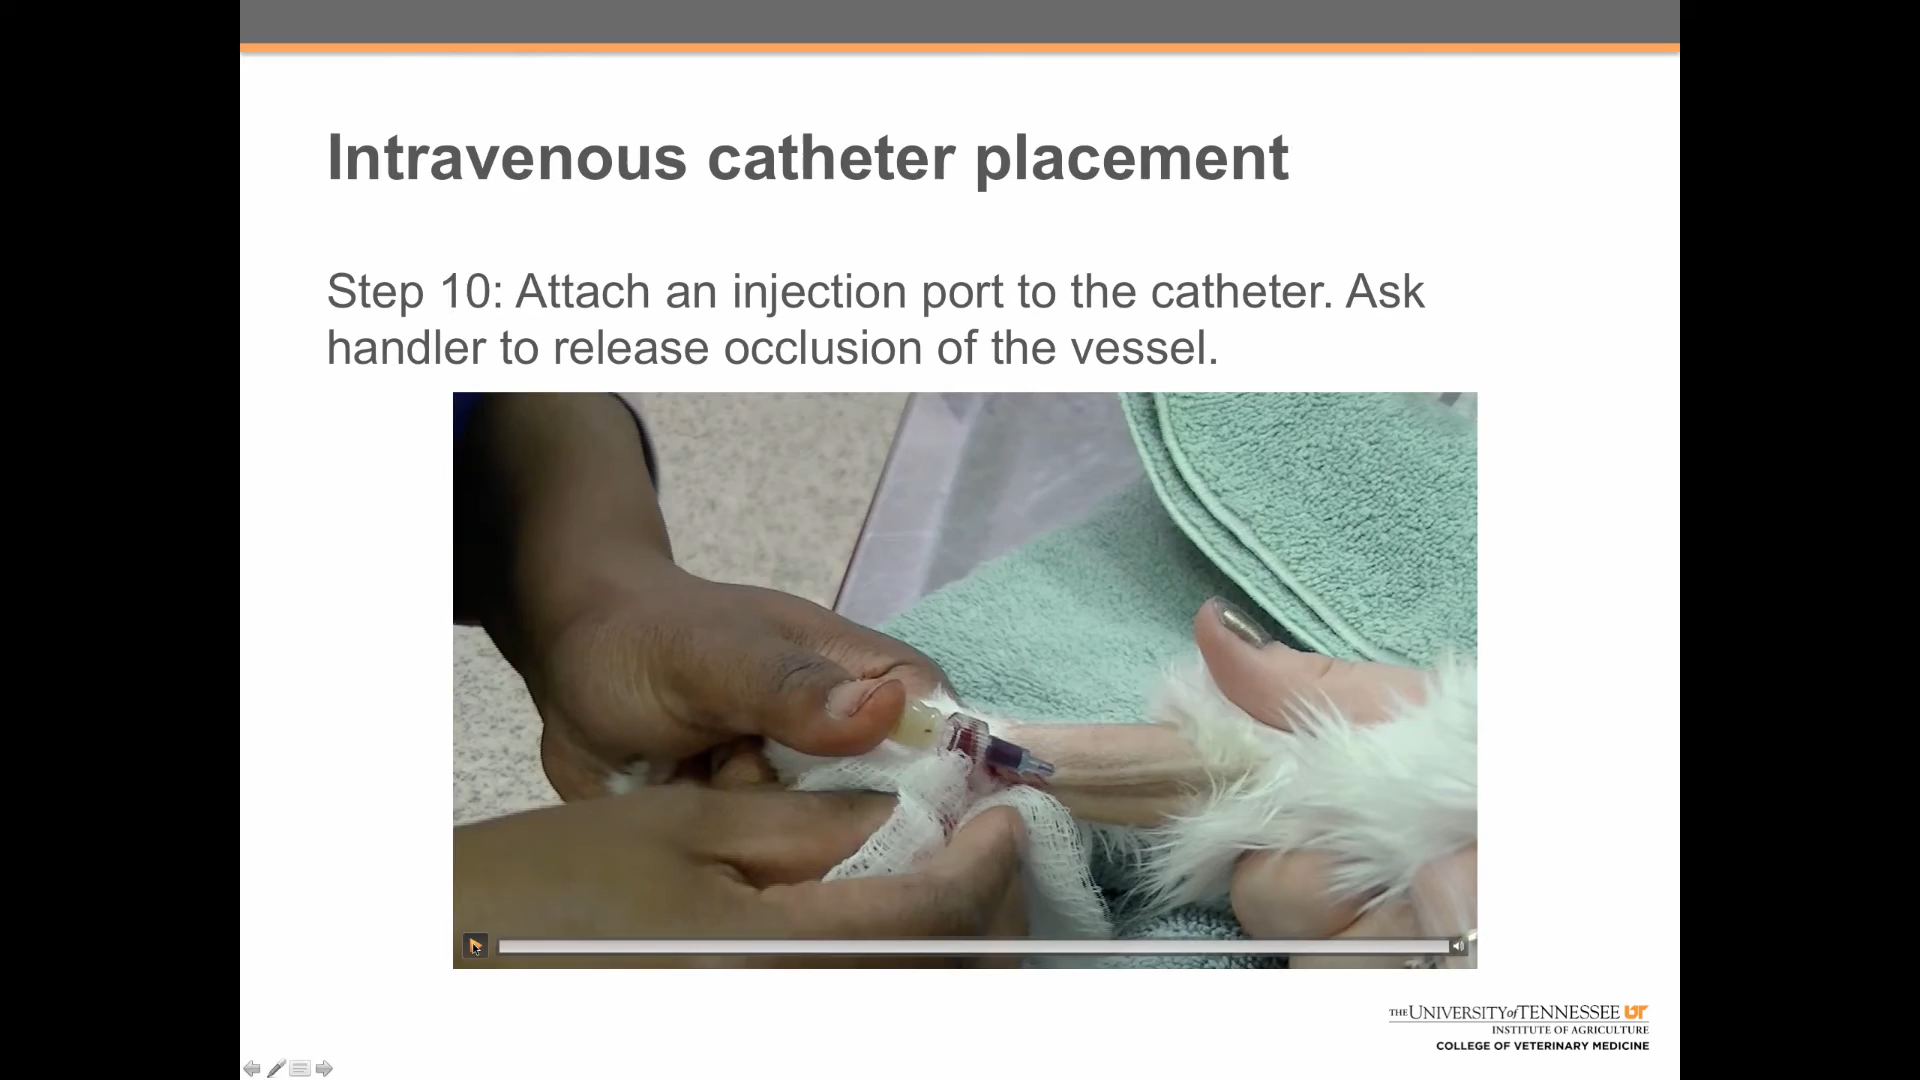 Intravenous catheter placement
Step 10: Attach an injection port to the catheter. Ask
handler to release occlusion of the vessel.
THE UNIVERSITY of TENNESSEE UT
INSTITUTE OF AGRICULTURE
COLLEGE OF VETERINARY MEDICINE